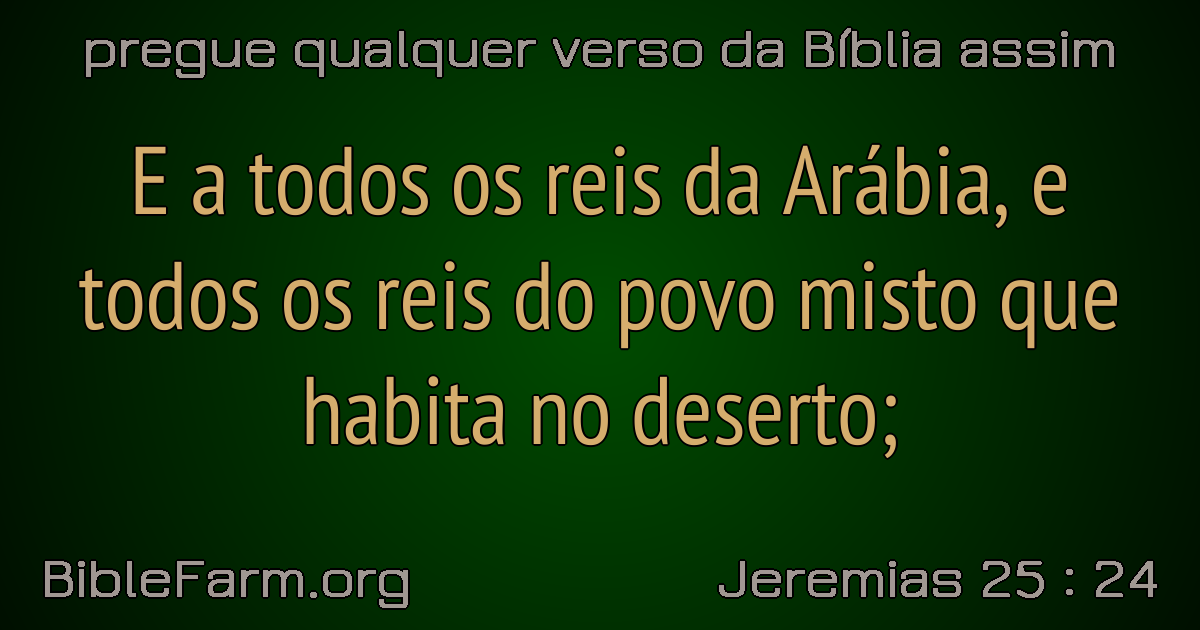 pregue qualquer verso da Bíblia assim
E a todos os reis da Arábia, e
todos os reis do povo misto que
habita no deserto;
BibleFarm.org
Jeremias 25 : 24